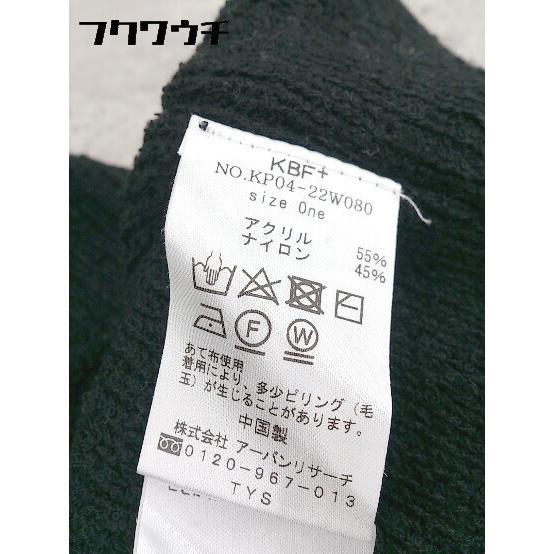 フクワウチ
KBF+
NO.KP04-22W080
size One
アクリル 55%
ナイロン 45%
F W
あて布使用
着用により、多少ピリング（毛
玉）が生じることがあります。
中国製
株式会社 アーバンリサーチ
0120-967-013
TYS